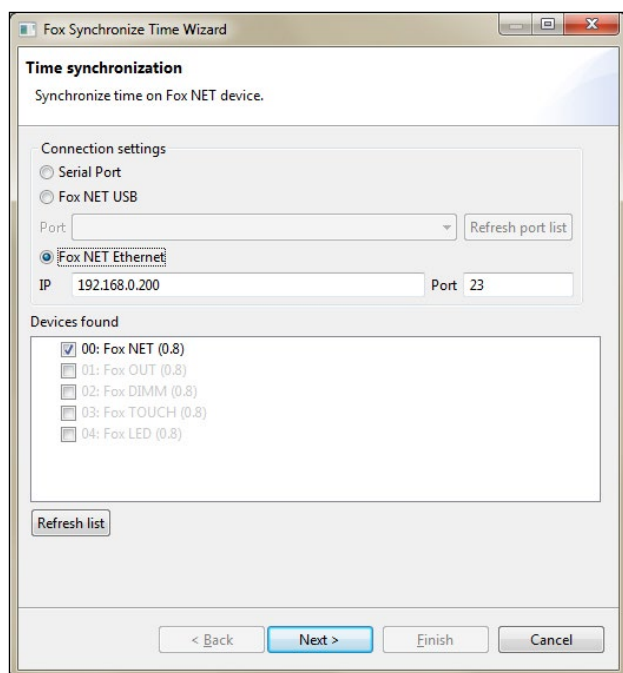 Fox Synchronize Time Wizard
Time synchronization
Synchronize time on Fox NET device.
Connection settings
Serial Port
Fox NET USB
Port Refresh port list
Fox NET Ethernet
IP 192.168.0.200 Port 23
Devices found
00: Fox NET (0.8)
01: Fox OUT (0.8)
02: Fox DIMM (0.8)
03: Fox TOUCH (0.8)
04: Fox LED (0.8)
Refresh list
< Back Next > Finish Cancel